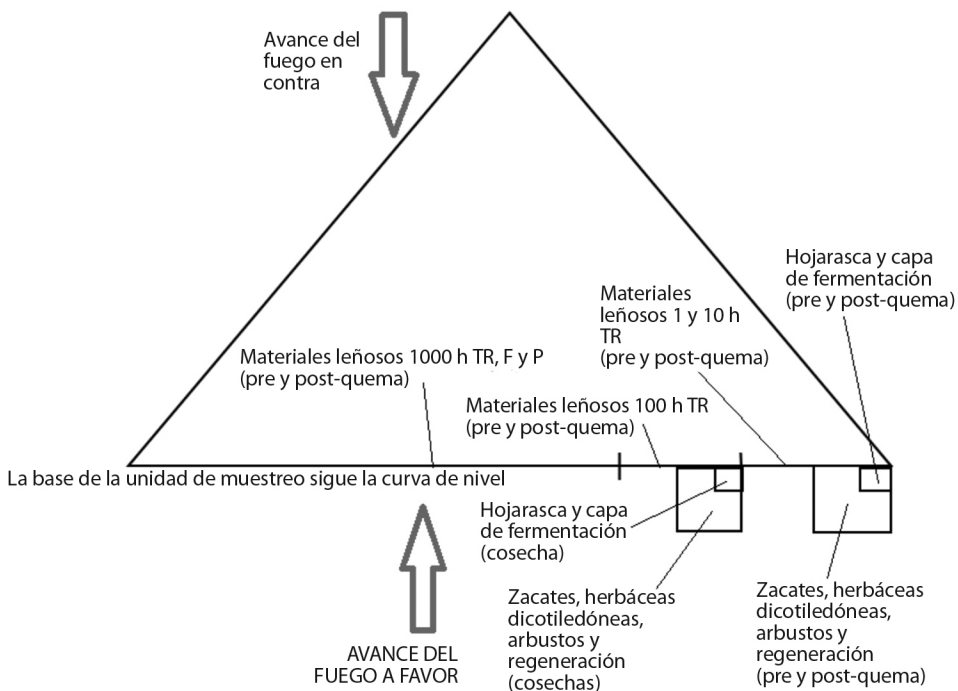 Avance del
fuego en
contra
Hojarasca y capa
de fermentación
(pre y post-quema)
Materiales
leñosos 1 y 10 h
TR
(pre y post-quema)
Materiales leñosos 1000 h TR, F y P
(pre y post-quema)
Materiales leñosos 100 h TR
(pre y post-quema)
La base de la unidad de muestreo sigue la curva de nivel
Hojarasca y capa
de fermentación
(cosecha)
Zacates, herbáceas
dicotiledóneas,
arbustos y
regeneración
(cosechas)
Zacates, herbáceas
dicotiledóneas,
arbustos y
regeneración
(pre y post-quema)
AVANCE DEL
FUEGO A FAVOR